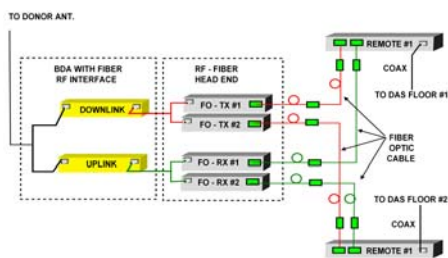 TO DONOR ANT.
BDA WITH FIBER
RF INTERFACE
DOWNLINK
UPLINK
RF - FIBER
HEAD END
FO - TX #1
FO - TX #2
FO - RX #1
FO - RX #2
REMOTE #1
COAX
TO DAS FLOOR #1
FIBER
OPTIC
CABLE
TO DAS FLOOR #2
COAX
REMOTE #1